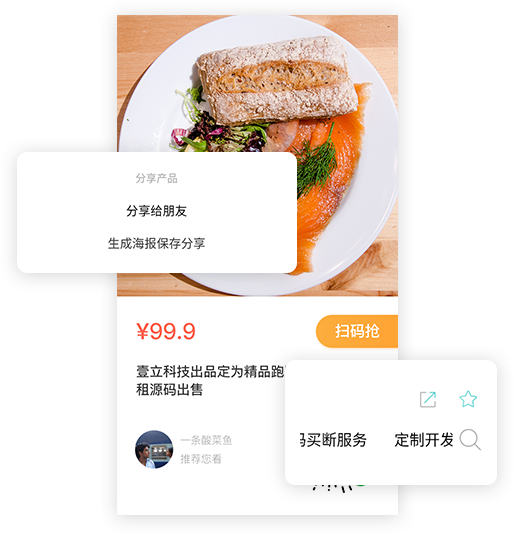 分享产品
分享给朋友
生成海报保存分享
¥99.9
扫码抢
壹立科技出品定为精品跑
租源码出售
买断服务 定制开发
一条酸菜鱼
推荐您看